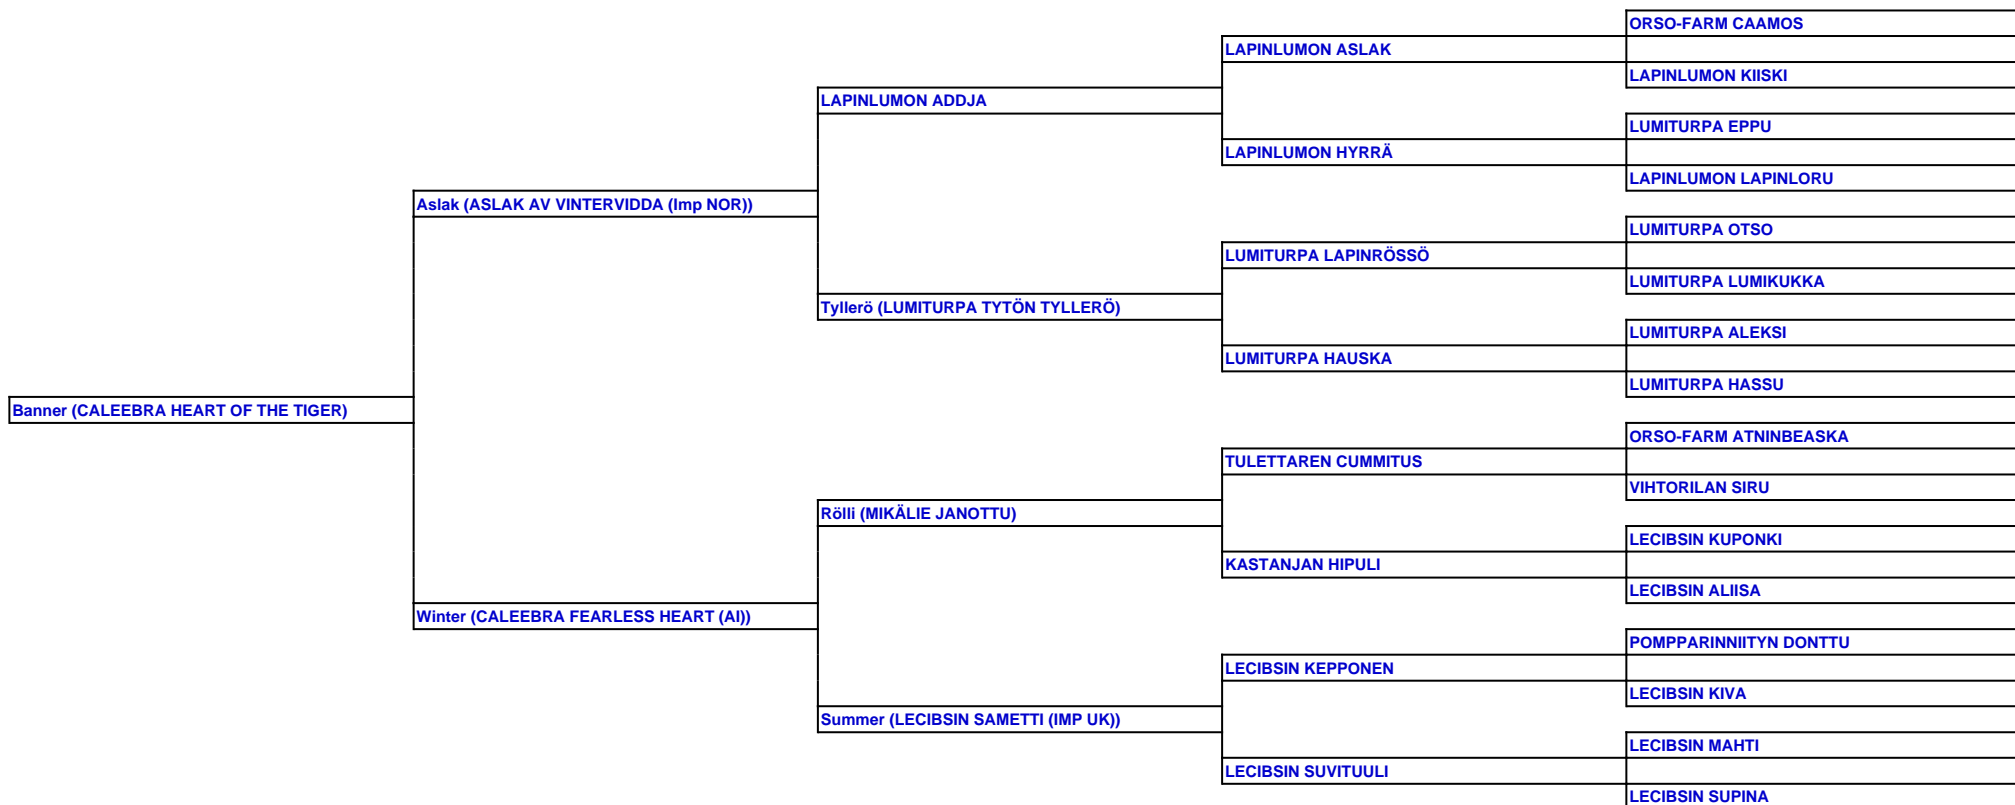 ORSO-FARM CAAMOS
LAPINLUMON ASLAK
LAPINLUMON KIISKI
LAPINLUMON ADDJA
LUMITURPA EPPU
LAPINLUMON HYRRÄ
LAPINLUMON LAPINLORU
Aslak (ASLAK AV VINTERVIDDA (Imp NOR))
LUMITURPA OTSO
LUMITURPA LAPINRÖSSÖ
LUMITURPA LUMIKUKKA
Tyllerö (LUMITURPA TYTÖN TYLLERÖ)
LUMITURPA ALEKSI
LUMITURPA HAUSKA
LUMITURPA HASSU
Banner (CALEEBRA HEART OF THE TIGER)
ORSO-FARM ATNINBEASKA
TULETTAREN CUMMITUS
VIHTORILAN SIRU
Rölli (MIKÄLIE JANOTTU)
LECIBSIN KUPONKI
KASTANJAN HIPULI
LECIBSIN ALIISA
Winter (CALEEBRA FEARLESS HEART (AI))
POMPPARINNIITYN DONTTU
LECIBSIN KEPPONEN
LECIBSIN KIVA
Summer (LECIBSIN SAMETTI (IMP UK))
LECIBSIN MAHTI
LECIBSIN SUVITUULI
LECIBSIN SUPINA